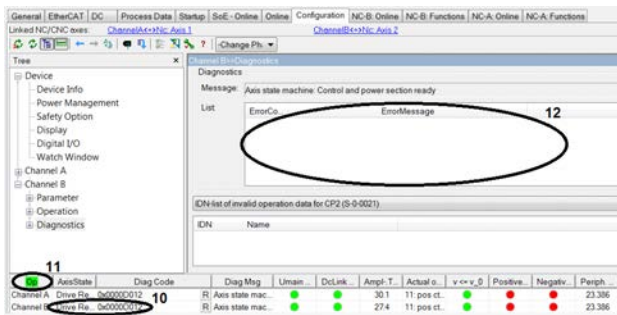 General EtherCAT DC Process Data Startup SoE - Online Online Configuration NC-B: Online NC-B: Functions NC-A: Online NC-A: Functions
Linked NC/CNC axes: ChannelA<->Nc: Axis 1 ChannelB<->Nc: Axis 2
-Change Ph.
Tree × Channel B>>Diagnostics
Device
Device Info
Power Management
Safety Option
Display
Digital I/O
Watch Window
Channel A
Channel B
Parameter
Operation
Diagnostics
Diagnostics
Message: Axis state machine: Control and power section ready
List ErrorCo... ErrorMessage 12
IDN-list of invalid operation data for CP2 (S-0-0021)
IDN Name
11
Op AxisState Diag Code Diag Msg Umain... DcLink... Ampl-T... Actual o... v <= v_0 Positive... Negativ... Periph...
Channel A Drive Re... 0x0000D012 R Axis state mac... 30.1 11: pos ct... 23.386
10
Channel B Drive Re... 0x0000D012 R Axis state mac... 27.4 11: pos ct... 23.386